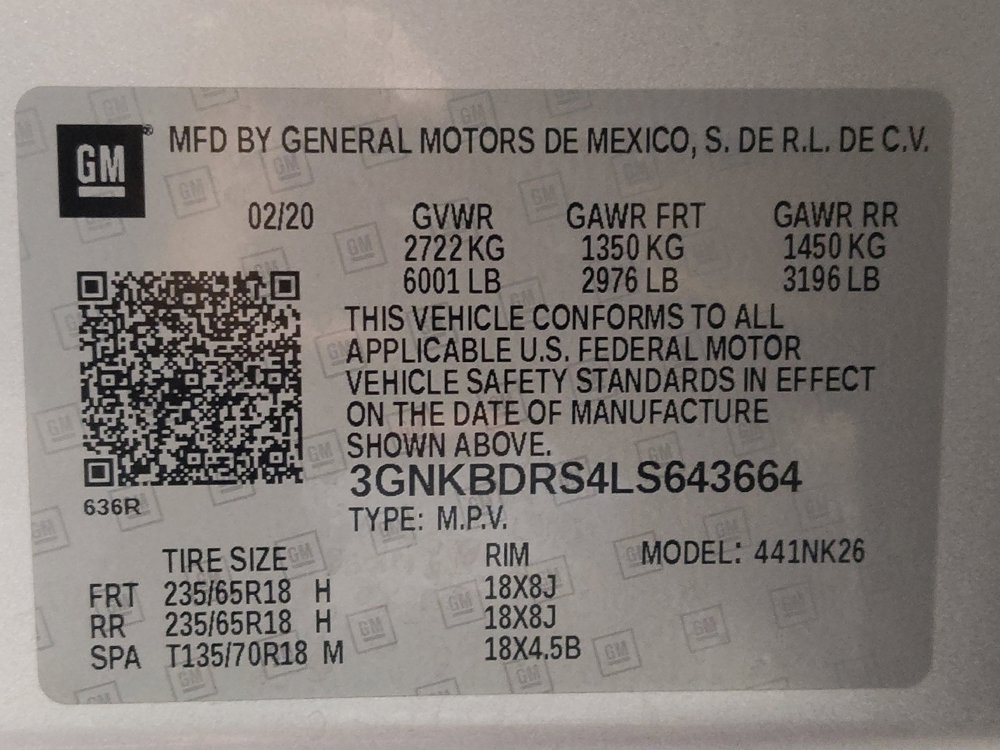 GM® MFD BY GENERAL MOTORS DE MEXICO, S. DE R.L. DE C.V.
02/20 GVWR GAWR FRT GAWR RR
2722 KG 1350 KG 1450 KG
6001 LB 2976 LB 3196 LB
THIS VEHICLE CONFORMS TO ALL
APPLICABLE U.S. FEDERAL MOTOR
VEHICLE SAFETY STANDARDS IN EFFECT
ON THE DATE OF MANUFACTURE
SHOWN ABOVE.
3GNKBDRS4LS643664
636R
TYPE: M.P.V.
TIRE SIZE RIM MODEL: 441NK26
FRT 235/65R18 H 18X8J
RR 235/65R18 H 18X8J
SPA T135/70R18 M 18X4.5B